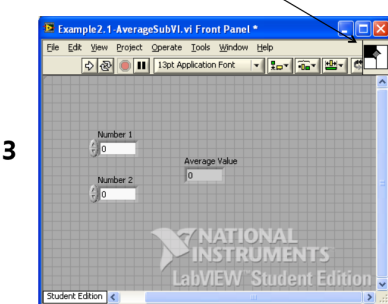 Example2.1-AverageSubVI.vi Front Panel *
File Edit View Project Operate Tools Window Help
13pt Application Font
3
Number 1
0
Average Value
0
Number 2
0
NATIONAL
INSTRUMENTS
LabVIEW™ Student Edition
Student Edition